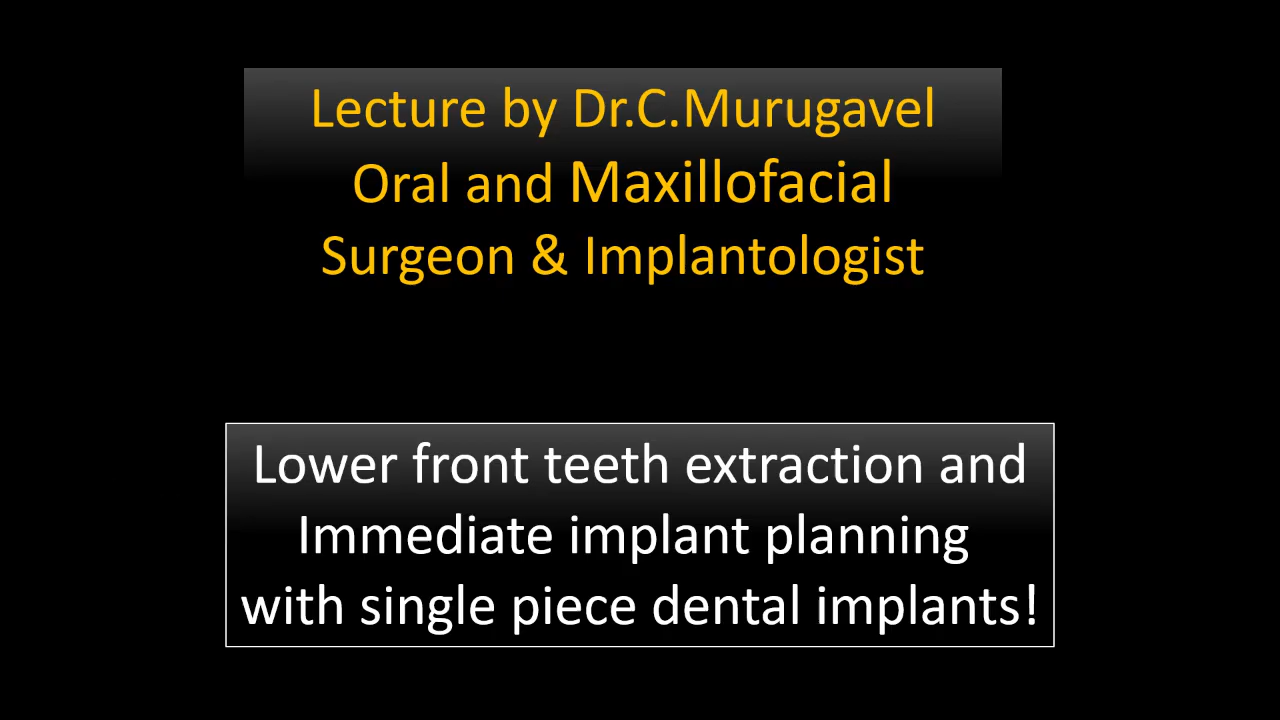 Lecture by Dr.C.Murugavel
Oral and Maxillofacial
Surgeon & Implantologist
Lower front teeth extraction and
Immediate implant planning
with single piece dental implants!